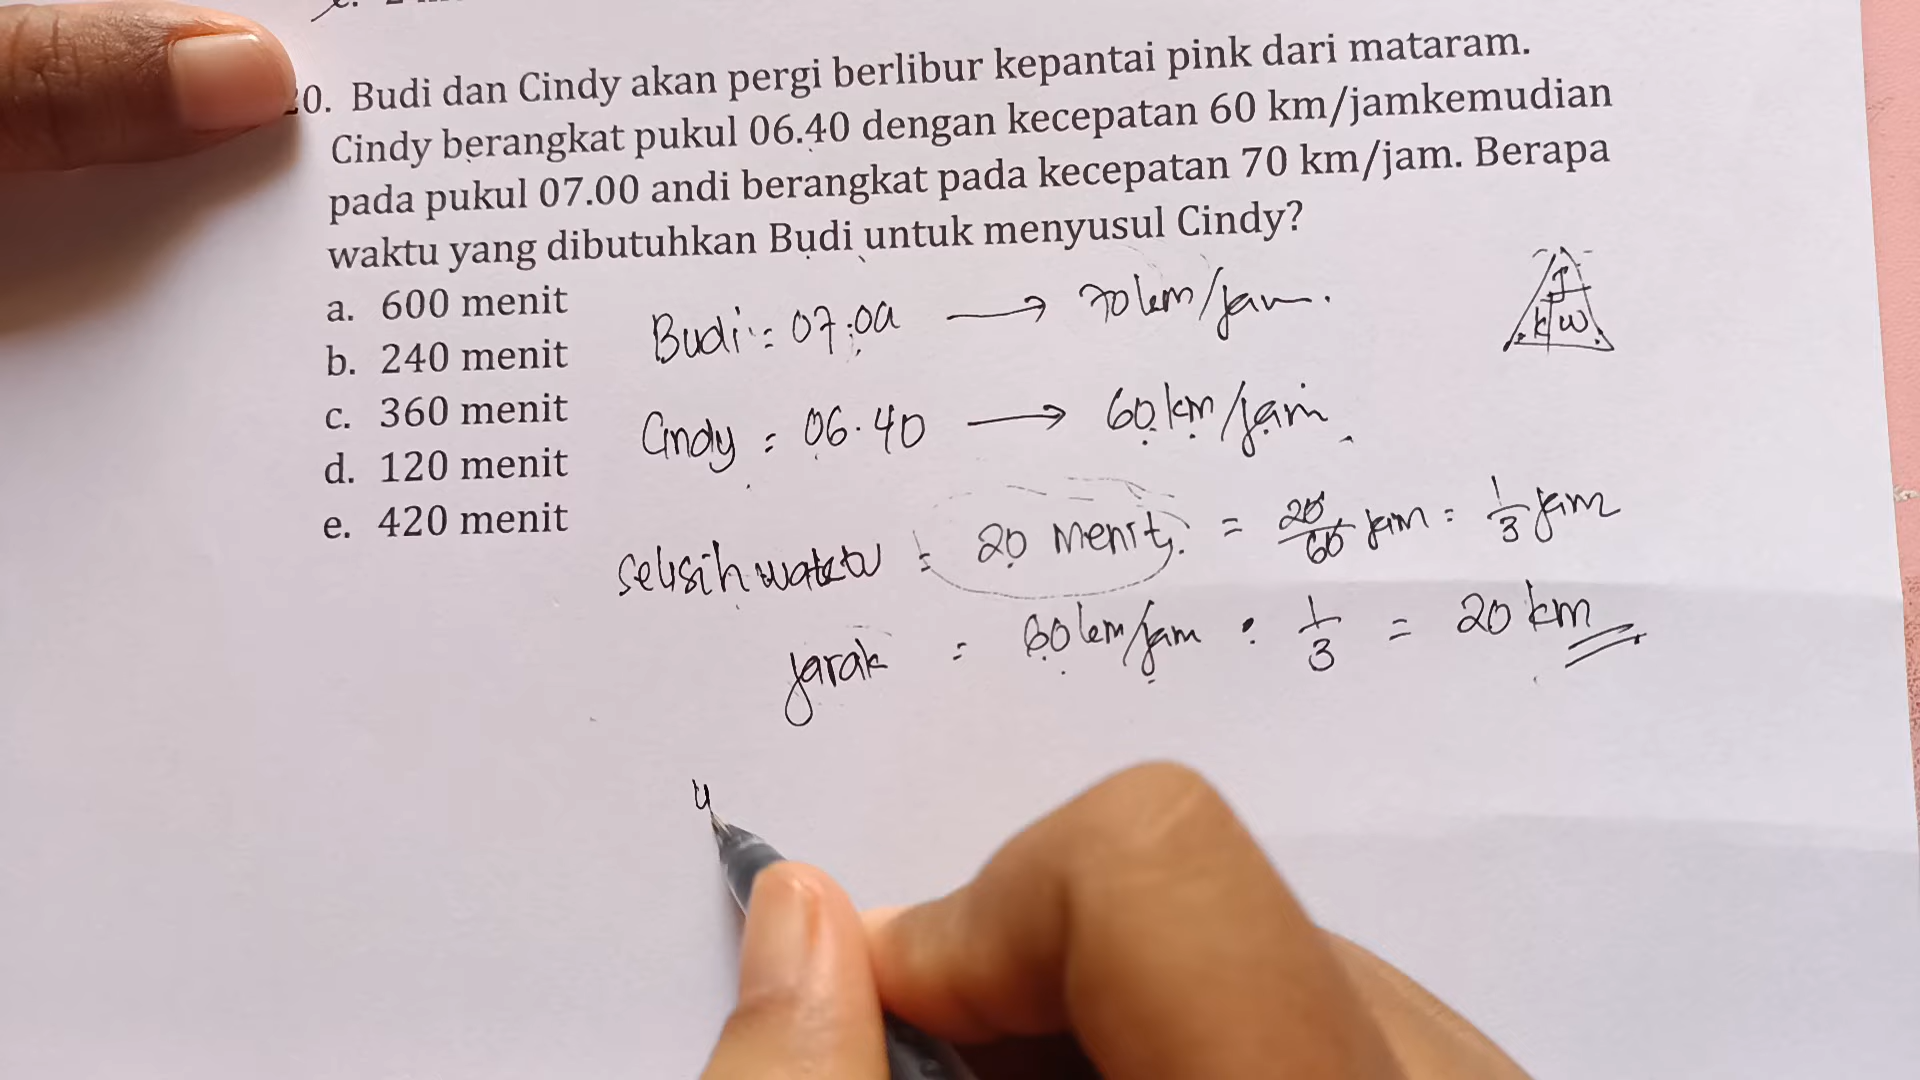 0. Budi dan Cindy akan pergi berlibur kepantai pink dari mataram.
Cindy berangkat pukul 06.40 dengan kecepatan 60 km/jamkemudian
pada pukul 07.00 andi berangkat pada kecepatan 70 km/jam. Berapa
waktu yang dibutuhkan Budi untuk menyusul Cindy?
a. 600 menit
b. 240 menit
c. 360 menit
d. 120 menit
e. 420 menit
J
K W
Budi = 07.00 → 70 km/jam.
Cindy = 06.40 → 60 km/jam
selisih waktu = 20 Menit. = 20/60 jam = 1/3 jam
jarak = 60 km/jam . 1/3 = 20 km